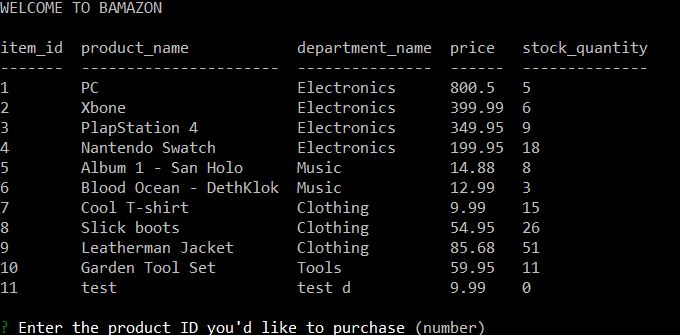 WELCOME TO BAMAZON
item_id  product_name           department_name  price   stock_quantity
-------  ---------------------  ---------------  ------  --------------
1        PC                     Electronics      800.5   5
2        Xbone                  Electronics      399.99  6
3        PlapStation 4          Electronics      349.95  9
4        Nantendo Swatch        Electronics      199.95  18
5        Album 1 - San Holo     Music            14.88   8
6        Blood Ocean - DethKlok  Music            12.99   3
7        Cool T-shirt           Clothing         9.99    15
8        Slick boots            Clothing         54.95   26
9        Leatherman Jacket      Clothing         85.68   51
10       Garden Tool Set        Tools            59.95   11
11       test                   test d           9.99    0
? Enter the product ID you'd like to purchase (number)